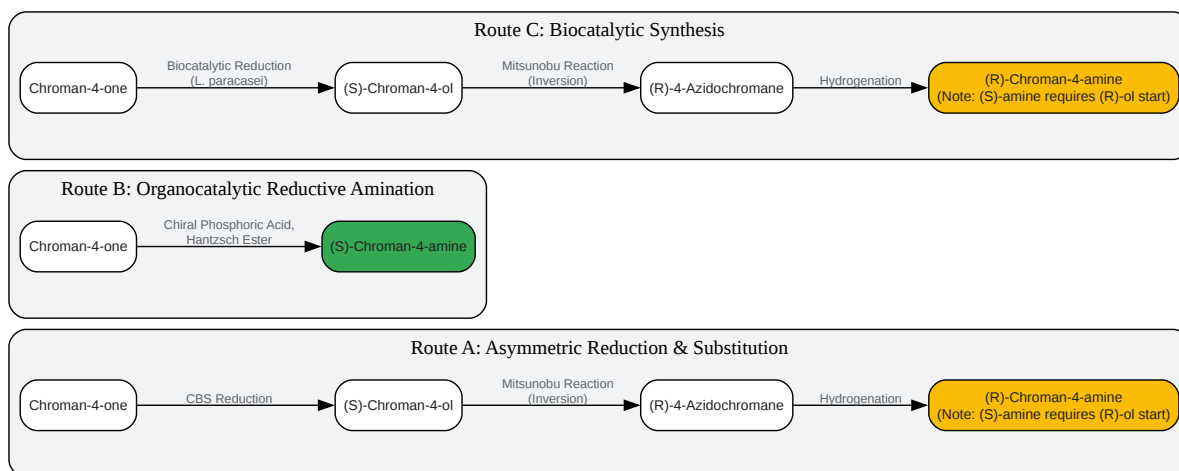 Route C: Biocatalytic Synthesis
Chroman-4-one
Biocatalytic Reduction
(L. paracasei)
(S)-Chroman-4-ol
Mitsunobu Reaction
(Inversion)
(R)-4-Azidochromane
Hydrogenation
(R)-Chroman-4-amine
(Note: (S)-amine requires (R)-ol start)
Route B: Organocatalytic Reductive Amination
Chroman-4-one
Chiral Phosphoric Acid,
Hantzsch Ester
(S)-Chroman-4-amine
Route A: Asymmetric Reduction & Substitution
Chroman-4-one
CBS Reduction
(S)-Chroman-4-ol
Mitsunobu Reaction
(Inversion)
(R)-4-Azidochromane
Hydrogenation
(R)-Chroman-4-amine
(Note: (S)-amine requires (R)-ol start)